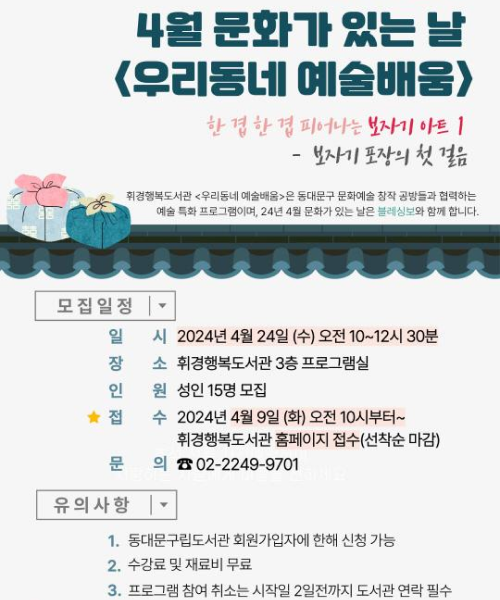 4월 문화가 있는 날
<우리동네 예술배움>
한 겹 한 겹 피어나는 보자기 아트 1
- 보자기 포장의 첫 걸음
휘경행복도서관 <우리동네 예술배움>은 동대문구 문화예술 창작 공방들과 협력하는
예술 특화 프로그램이며, 24년 4월 문화가 있는 날은 블레싱보와 함께 합니다.
모집일정
일 시 2024년 4월 24일 (수) 오전 10~12시 30분
장 소 휘경행복도서관 3층 프로그램실
인 원 성인 15명 모집
접 수 2024년 4월 9일 (화) 오전 10시부터~
휘경행복도서관 홈페이지 접수(선착순 마감)
문 의 ☎ 02-2249-9701
유의사항
1. 동대문구립도서관 회원가입자에 한해 신청 가능
2. 수강료 및 재료비 무료
3. 프로그램 참여 취소는 시작일 2일전까지 도서관 연락 필수